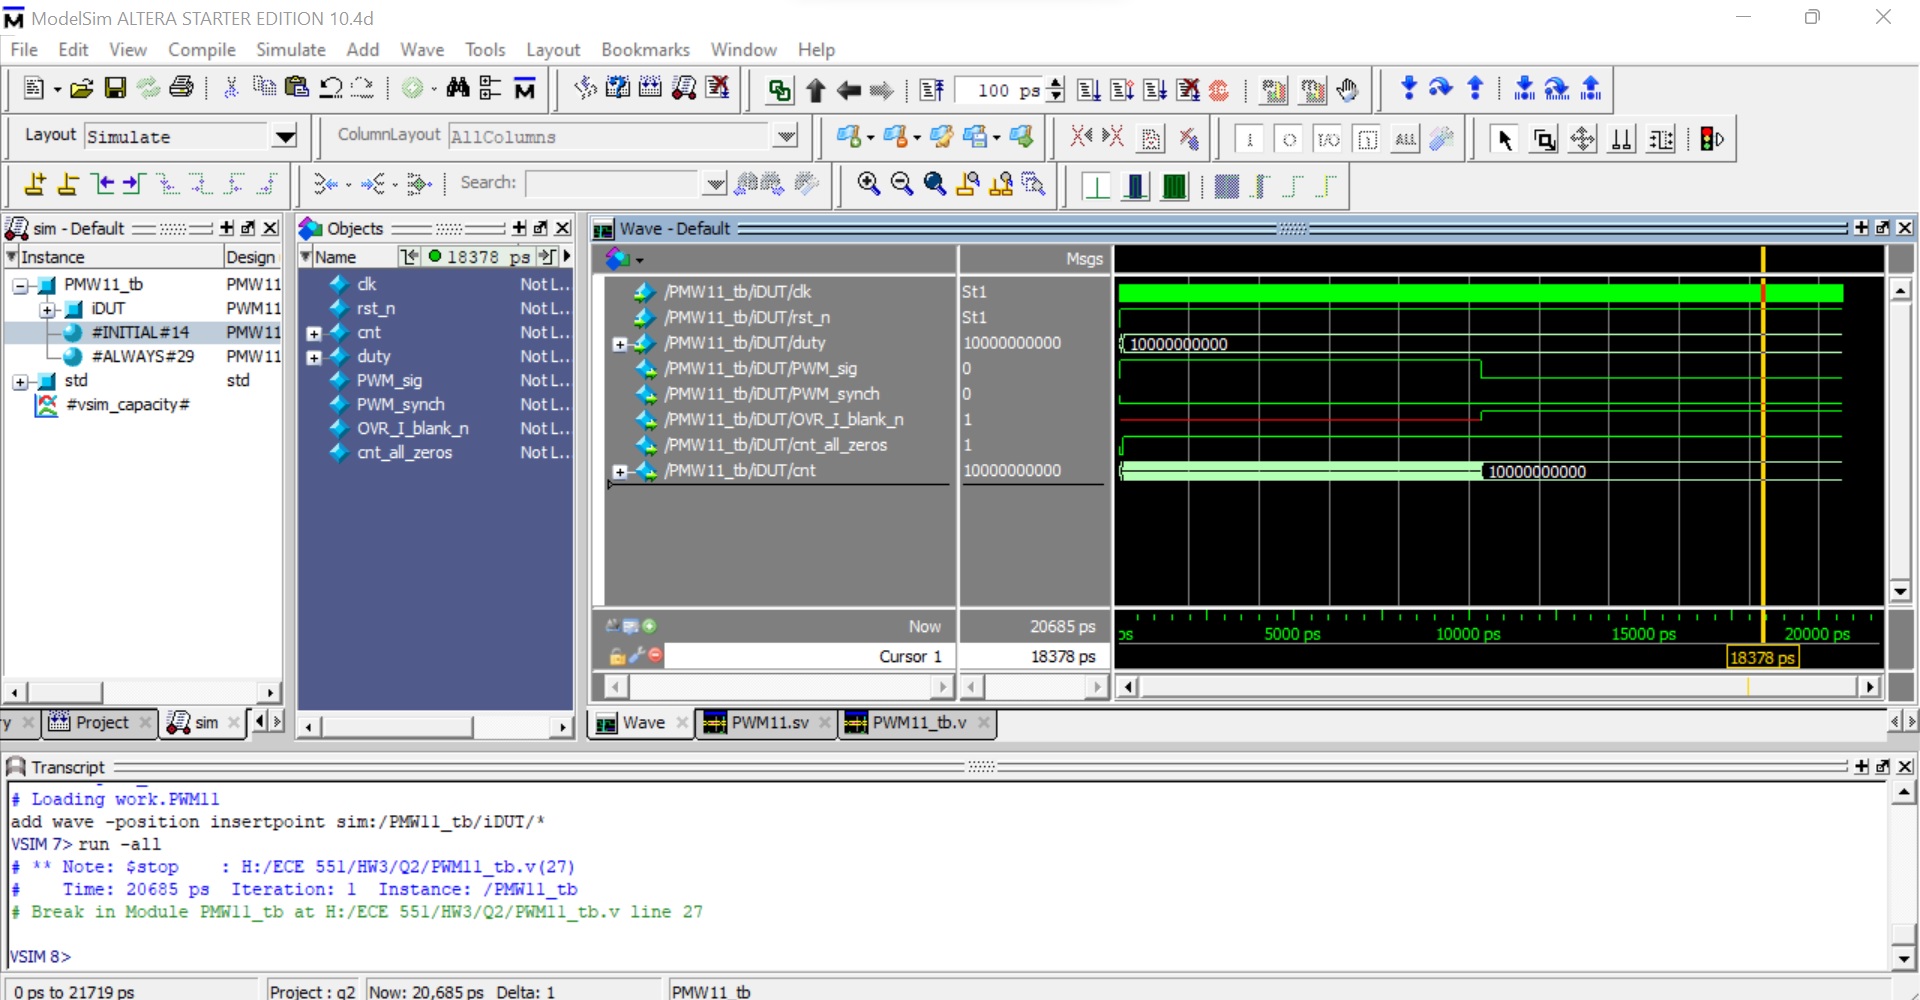 ModelSim ALTERA STARTER EDITION 10.4d
File Edit View Compile Simulate Add Wave Tools Layout Bookmarks Window Help
100 ps
Layout Simulate ColumnLayout AllColumns
Search:
sim - Default
Instance Design
PMW11_tb PMW11
iDUT PWM11
#INITIAL#14 PMW11
#ALWAYS#29 PMW11
std std
#vsim_capacity#
Objects
Name 18378 ps
clk Not L...
rst_n Not L...
cnt Not L...
duty Not L...
PWM_sig Not L...
PWM_synch Not L...
OVR_I_blank_n Not L...
cnt_all_zeros Not L...
Wave - Default
Msgs
/PMW11_tb/iDUT/clk St1
/PMW11_tb/iDUT/rst_n St1
/PMW11_tb/iDUT/duty 10000000000 10000000000
/PMW11_tb/iDUT/PWM_sig 0
/PMW11_tb/iDUT/PWM_synch 0
/PMW11_tb/iDUT/OVR_I_blank_n 1
/PMW11_tb/iDUT/cnt_all_zeros 1
/PMW11_tb/iDUT/cnt 10000000000 10000000000
Now 20685 ps
ps 5000 ps 10000 ps 15000 ps 20000 ps
Cursor 1 18378 ps 18378 ps
ry Project sim
Wave PWM11.sv PWM11_tb.v
Transcript
# Loading work.PWM11
add wave -position insertpoint sim:/PMW11_tb/iDUT/*
VSIM 7> run -all
# ** Note: $stop : H:/ECE 551/HW3/Q2/PWM11_tb.v(27)
# Time: 20685 ps Iteration: 1 Instance: /PMW11_tb
# Break in Module PMW11_tb at H:/ECE 551/HW3/Q2/PWM11_tb.v line 27
VSIM 8>
0 ps to 21719 ps Project : q2 Now: 20,685 ps Delta: 1 PMW11_tb